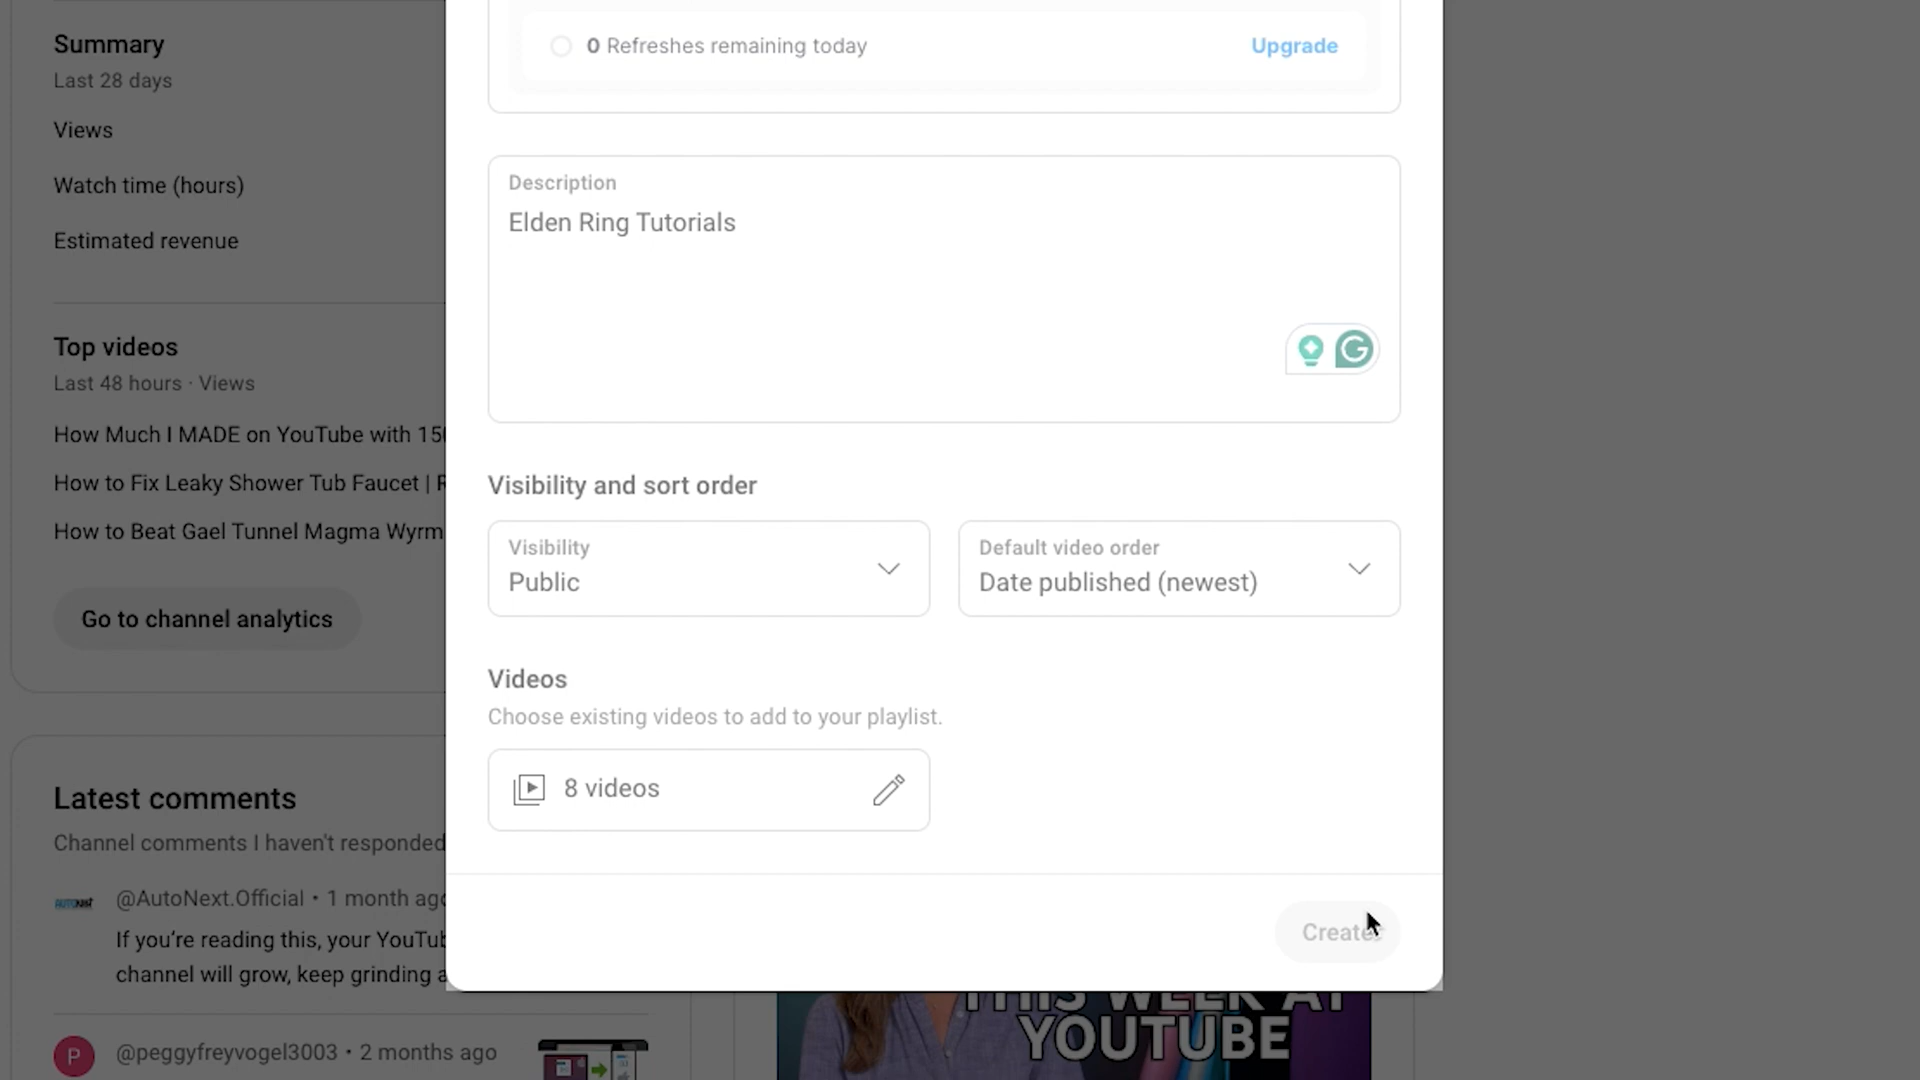 Summary
Last 28 days
Views
Watch time (hours)
Estimated revenue
Top videos
Last 48 hours · Views
How Much I MADE on YouTube with 15
How to Fix Leaky Shower Tub Faucet |
How to Beat Gael Tunnel Magma Wyrm
Go to channel analytics
Latest comments
Channel comments I haven't responded
@AutoNext.Official • 1 month ago
If you're reading this, your YouTub
channel will grow, keep grinding a
P
@peggyfreyvogel3003 • 2 months ago
0 Refreshes remaining today
Upgrade
Description
Elden Ring Tutorials
G
Visibility and sort order
Visibility
Public
Default video order
Date published (newest)
Videos
Choose existing videos to add to your playlist.
8 videos
Create
THIS WEEK AT
YOUTUBE